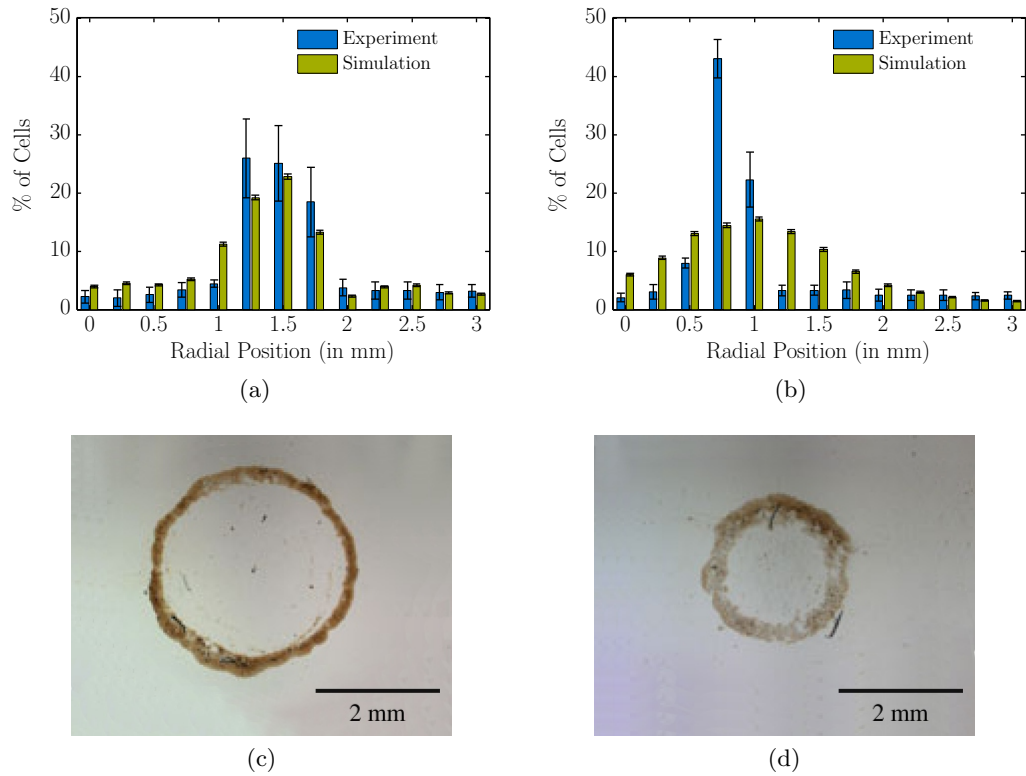 50
40
30
20
10
0
% of Cells
Experiment
Simulation
0 0.5 1 1.5 2 2.5 3
Radial Position (in mm)
(a)
50
40
30
20
10
0
% of Cells
Experiment
Simulation
0 0.5 1 1.5 2 2.5 3
Radial Position (in mm)
(b)
2 mm
(c)
2 mm
(d)